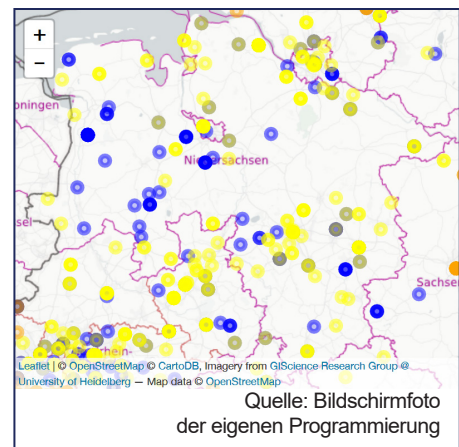 +
−
oningen
Niedersachsen
sel
Sachse
rhein-
Leaflet | © OpenStreetMap © CartoDB, Imagery from GIScience Research Group @
University of Heidelberg — Map data © OpenStreetMap
Quelle: Bildschirmfoto
der eigenen Programmierung